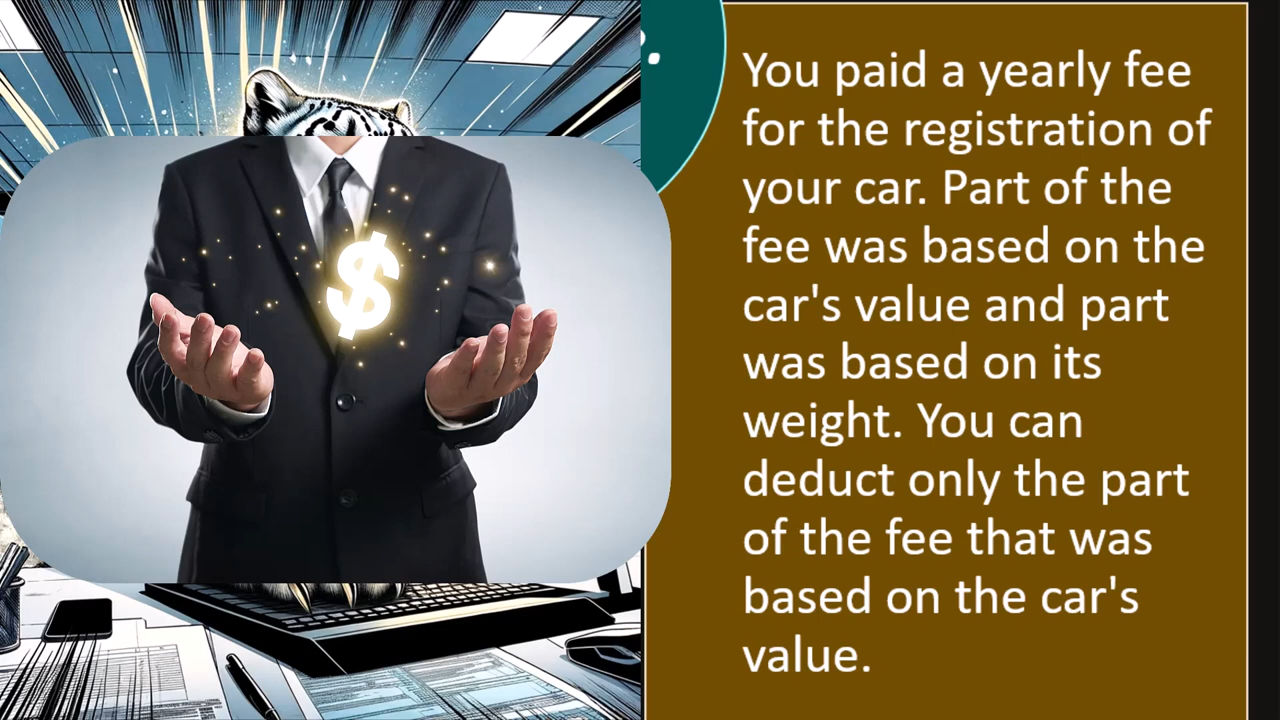 You paid a yearly fee
for the registration of
your car. Part of the
fee was based on the
car's value and part
was based on its
weight. You can
deduct only the part
of the fee that was
based on the car's
value.
$